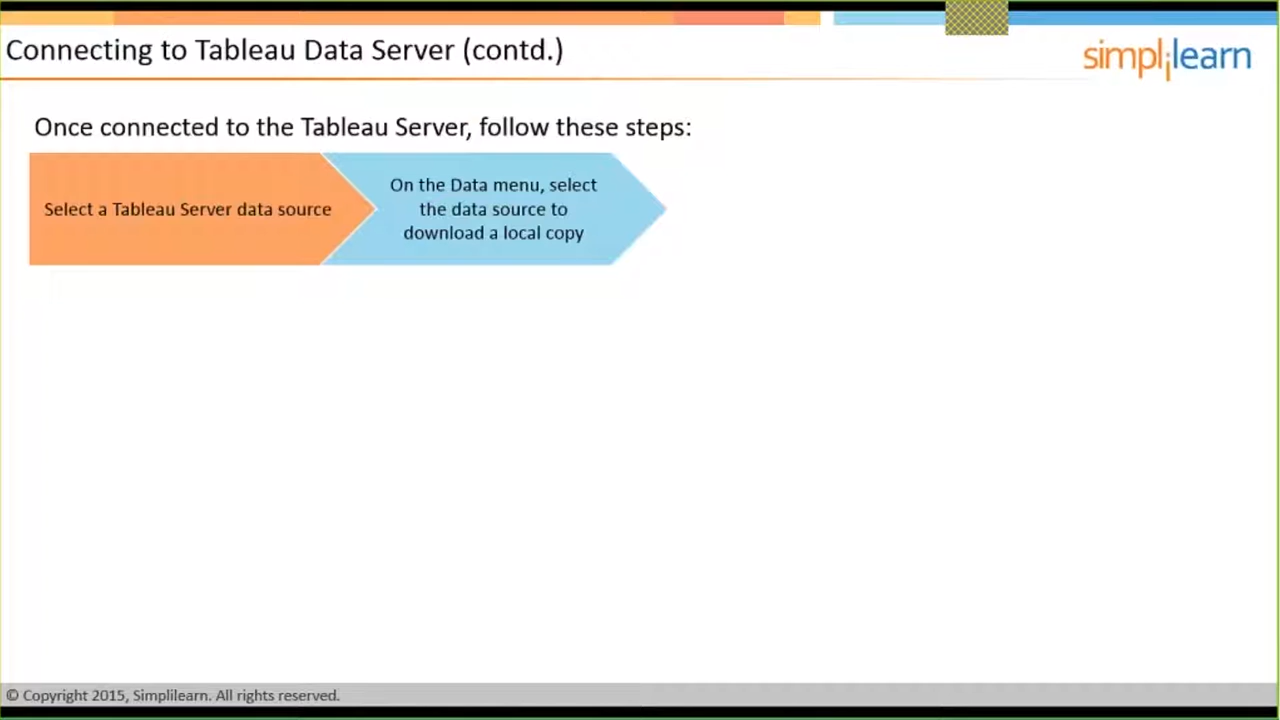 Connecting to Tableau Data Server (contd.)
simplilearn
Once connected to the Tableau Server, follow these steps:
Select a Tableau Server data source
On the Data menu, select
the data source to
download a local copy
© Copyright 2015, Simplilearn. All rights reserved.